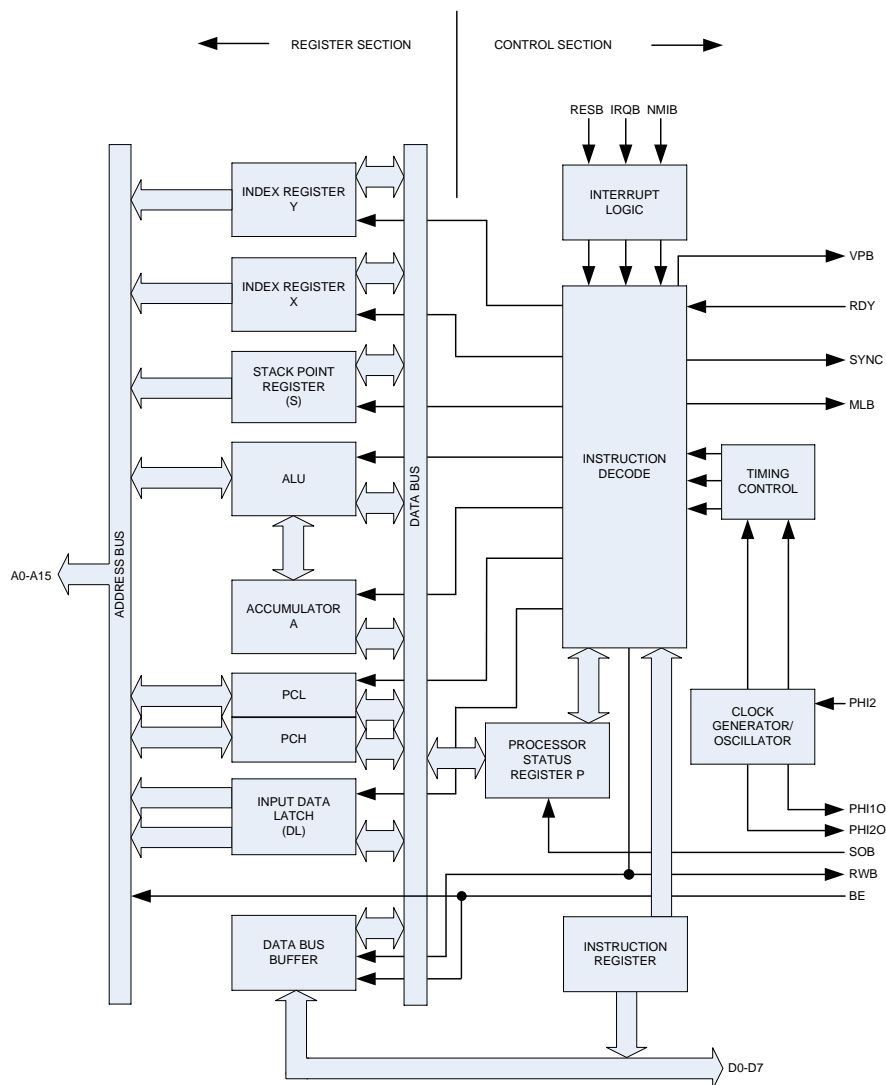 REGISTER SECTION
CONTROL SECTION
RESB
IRQB
NMIB
INDEX REGISTER
Y
INTERRUPT
LOGIC
VPB
INDEX REGISTER
X
RDY
SYNC
STACK POINT
REGISTER
(S)
MLB
ALU
DATA BUS
INSTRUCTION
DECODE
TIMING
CONTROL
A0-A15
ADDRESS BUS
ACCUMULATOR
A
PCL
PCH
PROCESSOR
STATUS
REGISTER P
CLOCK
GENERATOR/
OSCILLATOR
PHI2
INPUT DATA
LATCH
(DL)
PHI1O
PHI2O
SOB
RWB
BE
DATA BUS
BUFFER
INSTRUCTION
REGISTER
D0-D7